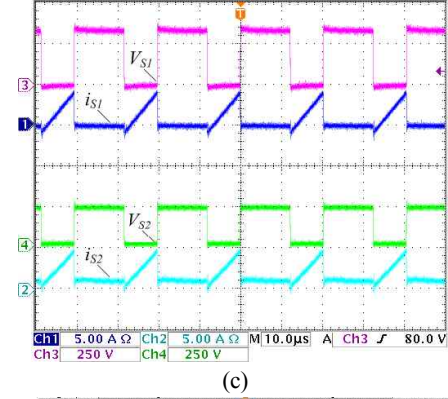 T
3
V_S1
i_S1
1
V_S2
4
i_S2
2
Ch1 5.00 A Ω Ch2 5.00 A Ω M 10.0µs A Ch3 ƒ 80.0 V
Ch3 250 V Ch4 250 V
(c)